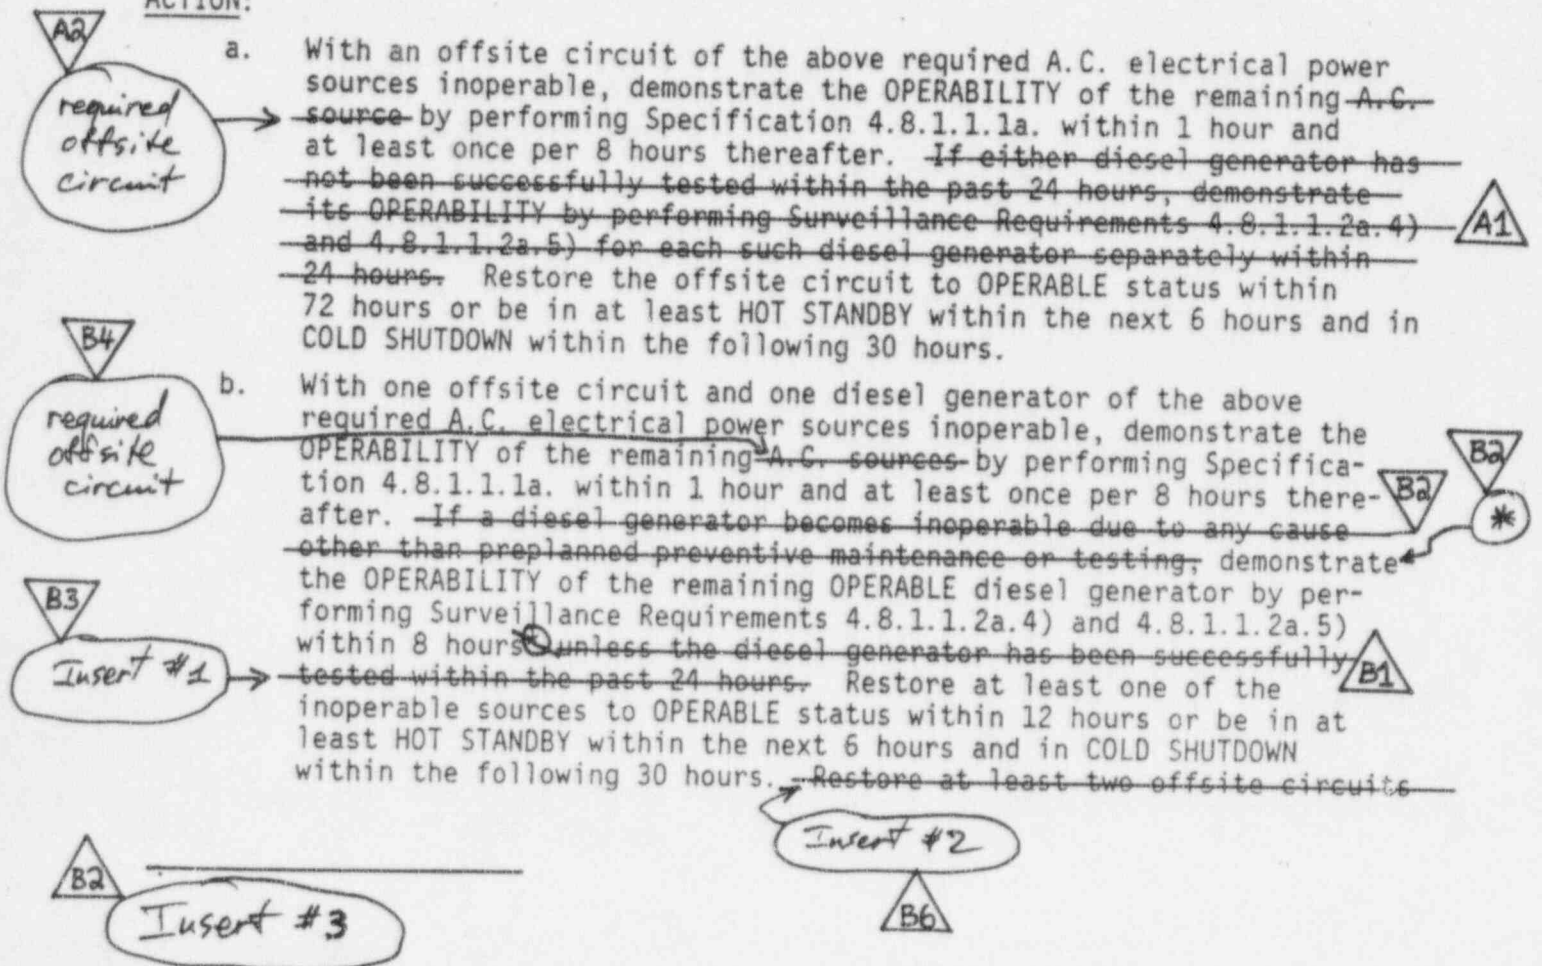 ACTION:
A2
required
offsite
circuit
a. With an offsite circuit of the above required A.C. electrical power
sources inoperable, demonstrate the OPERABILITY of the remaining A.C.
source by performing Specification 4.8.1.1.1a. within 1 hour and
at least once per 8 hours thereafter. If either diesel generator has
not been successfully tested within the past 24 hours, demonstrate
its OPERABILITY by performing Surveillance Requirements 4.8.1.1.2a.4)
A1
and 4.8.1.1.2a.5) for each such diesel generator separately within
24 hours. Restore the offsite circuit to OPERABLE status within
72 hours or be in at least HOT STANDBY within the next 6 hours and in
COLD SHUTDOWN within the following 30 hours.
B4
required
offsite
circuit
b. With one offsite circuit and one diesel generator of the above
required A.C. electrical power sources inoperable, demonstrate the
OPERABILITY of the remaining A.C. sources by performing Specifica-
B2
tion 4.8.1.1.1a. within 1 hour and at least once per 8 hours there-
B2
*
after. If a diesel generator becomes inoperable due to any cause
other than preplanned preventive maintenance or testing, demonstrate
the OPERABILITY of the remaining OPERABLE diesel generator by per-
B3
forming Surveillance Requirements 4.8.1.1.2a.4) and 4.8.1.1.2a.5)
within 8 hours, unless the diesel generator has been successfully
B1
Insert #1
tested within the past 24 hours. Restore at least one of the
inoperable sources to OPERABLE status within 12 hours or be in at
least HOT STANDBY within the next 6 hours and in COLD SHUTDOWN
within the following 30 hours. Restore at least two offsite circuits
Insert #2
B6
B2
Insert #3